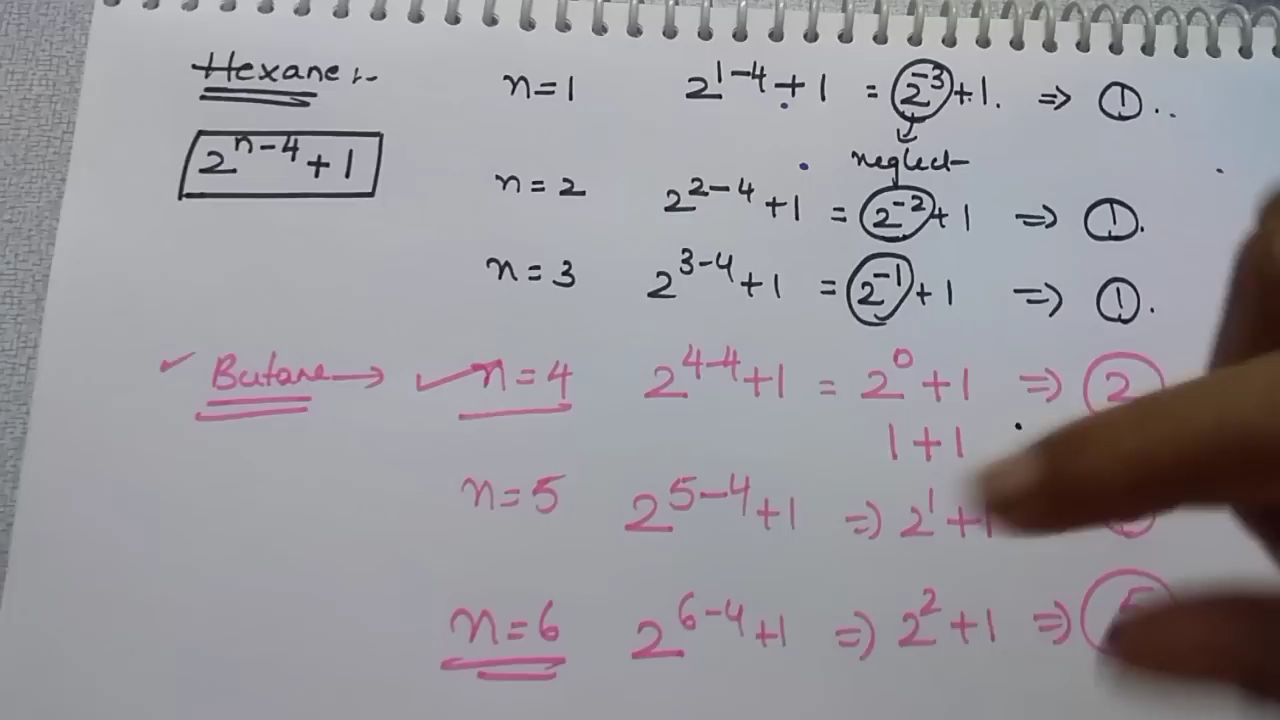 Hexane :-
2^{n-4} + 1
n = 1 2^{1-4} + 1 = 2^{-3} + 1. ⇒ 1 ..
neglect
n = 2 2^{2-4} + 1 = 2^{-2} + 1 ⇒ 1.
n = 3 2^{3-4} + 1 = 2^{-1} + 1 ⇒ 1.
✓ Butane → ✓ n = 4 2^{4-4} + 1 = 2^0 + 1 ⇒ 2
1 + 1
n = 5 2^{5-4} + 1 ⇒ 2^1 + 1
n = 6 2^{6-4} + 1 ⇒ 2^2 + 1 ⇒ 5